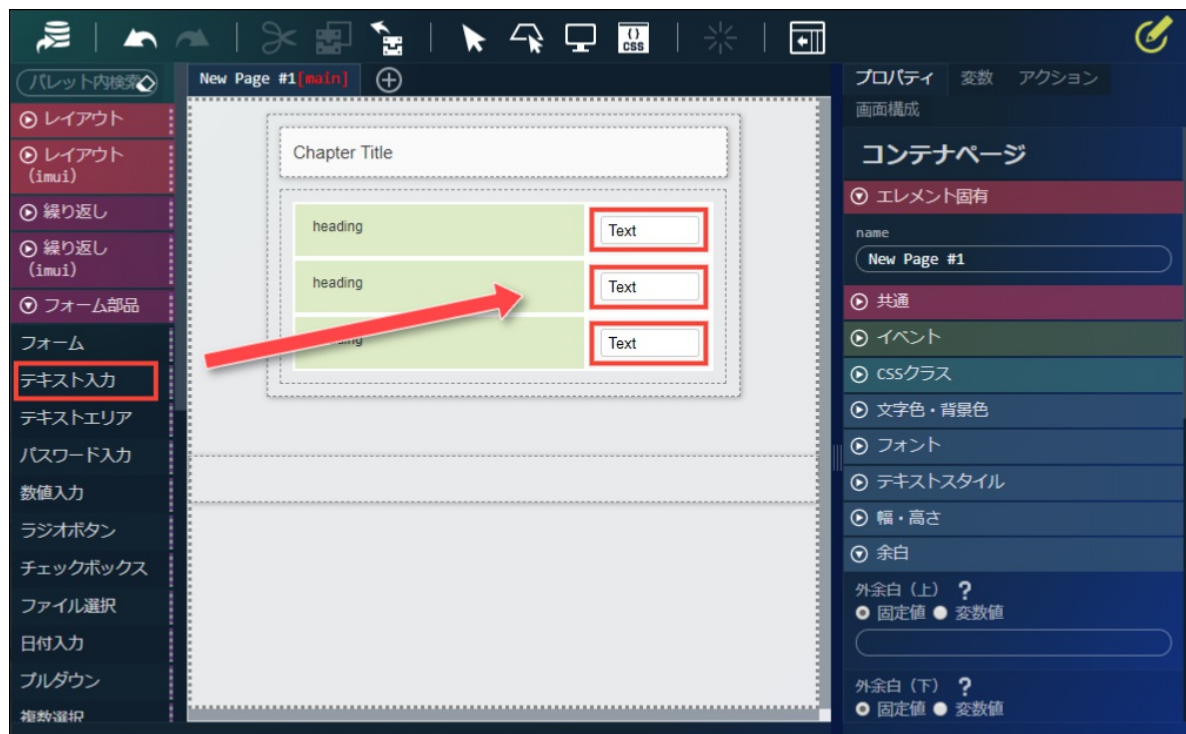 {}
CSS
パレット内検索
レイアウト
レイアウト
(imui)
繰り返し
繰り返し
(imui)
フォーム部品
フォーム
テキスト入力
テキストエリア
パスワード入力
数値入力
ラジオボタン
チェックボックス
ファイル選択
日付入力
プルダウン
複数選択
New Page #1[main]
Chapter Title
heading
Text
heading
Text
Text
プロパティ 変数 アクション
画面構成
コンテナページ
エレメント固有
name
New Page #1
共通
イベント
CSSクラス
文字色・背景色
フォント
テキストスタイル
幅・高さ
余白
外余白（上） ?
固定値 変数値
外余白（下） ?
固定値 変数値